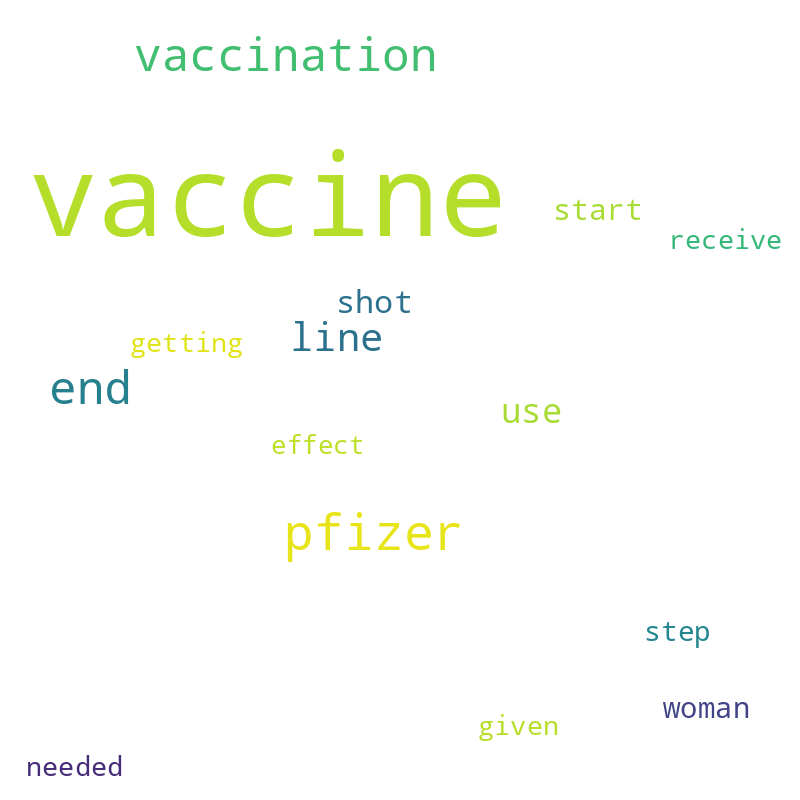 vaccination
vaccine
start
receive
shot
line
getting
end
use
effect
pfizer
step
woman
given
needed